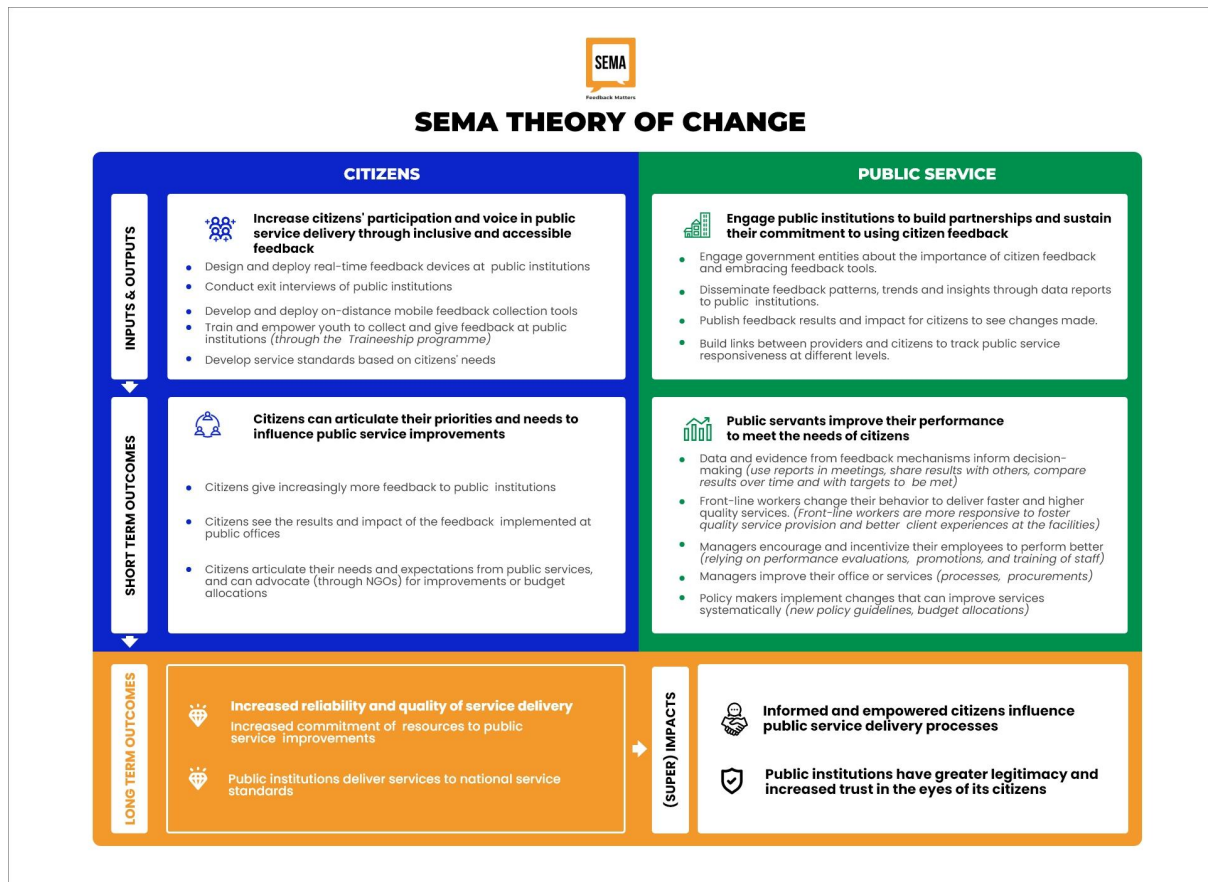 SEMA
Feedback Matters
SEMA THEORY OF CHANGE
CITIZENS
PUBLIC SERVICE
INPUTS & OUTPUTS
Increase citizens' participation and voice in public
service delivery through inclusive and accessible
feedback
Design and deploy real-time feedback devices at public institutions
Conduct exit interviews of public institutions
Develop and deploy on-distance mobile feedback collection tools
Train and empower youth to collect and give feedback at public
institutions (through the Traineeship programme)
Develop service standards based on citizens' needs
Engage public institutions to build partnerships and sustain
their commitment to using citizen feedback
Engage government entities about the importance of citizen feedback
and embracing feedback tools.
Disseminate feedback patterns, trends and insights through data reports
to public institutions.
Publish feedback results and impact for citizens to see changes made.
Build links between providers and citizens to track public service
responsiveness at different levels.
SHORT TERM OUTCOMES
Citizens can articulate their priorities and needs to
influence public service improvements
Citizens give increasingly more feedback to public institutions
Citizens see the results and impact of the feedback implemented at
public offices
Citizens articulate their needs and expectations from public services,
and can advocate (through NGOs) for improvements or budget
allocations
Public servants improve their performance
to meet the needs of citizens
Data and evidence from feedback mechanisms inform decision-
making (use reports in meetings, share results with others, compare
results over time and with targets to be met)
Front-line workers change their behavior to deliver faster and higher
quality services. (Front-line workers are more responsive to foster
quality service provision and better client experiences at the facilities)
Managers encourage and incentivize their employees to perform better
(relying on performance evaluations, promotions, and training of staff)
Managers improve their office or services (processes, procurements)
Policy makers implement changes that can improve services
systematically (new policy guidelines, budget allocations)
LONG TERM OUTCOMES
Increased reliability and quality of service delivery
Increased commitment of resources to public
service improvements
Public institutions deliver services to national service
standards
(SUPER) IMPACTS
Informed and empowered citizens influence
public service delivery processes
Public institutions have greater legitimacy and
increased trust in the eyes of its citizens